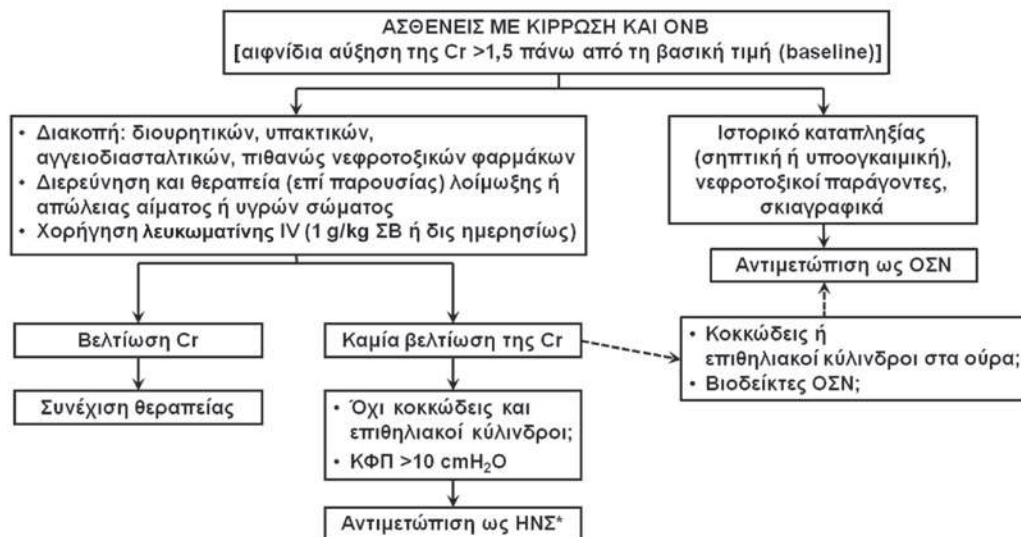 ΑΣΘΕΝΕΙΣ ΜΕ ΚΙΡΡΩΣΗ ΚΑΙ ΟΝΒ
[αιφνίδια αύξηση της Cr >1,5 πάνω από τη βασική τιμή (baseline)]
• Διακοπή: διουρητικών, υπακτικών,
αγγειοδιασταλτικών, πιθανώς νεφροτοξικών φαρμάκων
• Διερεύνηση και θεραπεία (επί παρουσίας) λοίμωξης ή
απώλειας αίματος ή υγρών σώματος
• Χορήγηση λευκωματίνης IV (1 g/kg ΣΒ ή δις ημερησίως)
Ιστορικό καταπληξίας
(σηπτική ή υποογκαιμική),
νεφροτοξικοί παράγοντες,
σκιαγραφικά
Αντιμετώπιση ως ΟΣΝ
Βελτίωση Cr
Καμία βελτίωση της Cr
• Κοκκώδεις ή
επιθηλιακοί κύλινδροι στα ούρα;
• Βιοδείκτες ΟΣΝ;
Συνέχιση θεραπείας
• Όχι κοκκώδεις και
επιθηλιακοί κύλινδροι;
• ΚΦΠ >10 cmH₂O
Αντιμετώπιση ως ΗΝΣ*